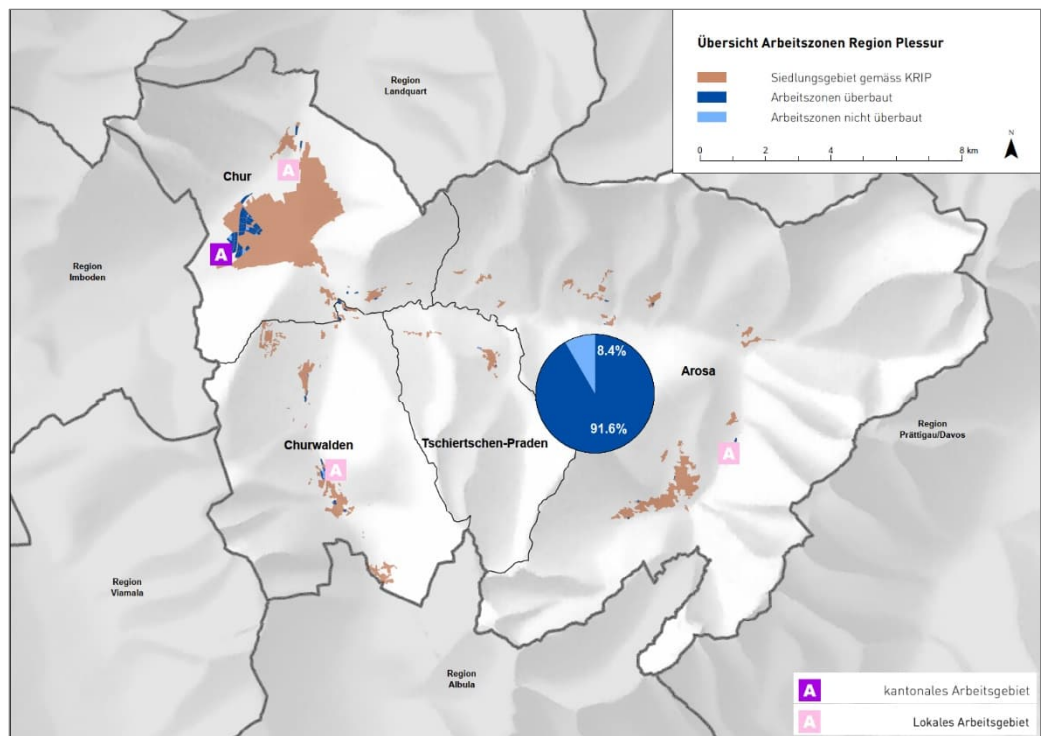 Übersicht Arbeitszonen Region Plessur
Siedlungsgebiet gemäss KRIP
Arbeitszonen überbaut
Arbeitszonen nicht überbaut
0 2 4 8 km
N
Region
Landquart
A
Chur
A
Region
Imboden
8.4%
91.6%
Arosa
Region
Prättigau/Davos
Churwalden
Tschiertschen-Praden
A
A
Region
Viamala
Region
Albula
A kantonales Arbeitsgebiet
A Lokales Arbeitsgebiet